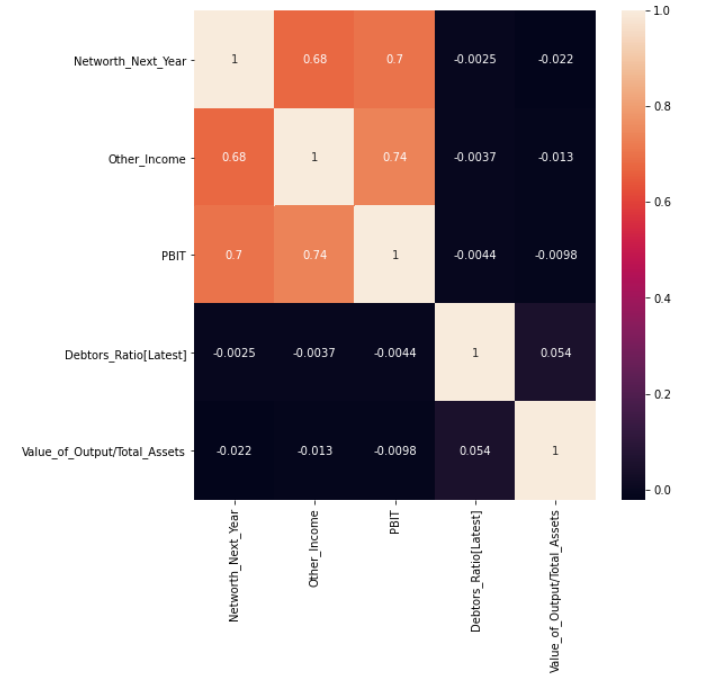 Networth_Next_Year 1 0.68 0.7 -0.0025 -0.022
Other_Income 0.68 1 0.74 -0.0037 -0.013
PBIT 0.7 0.74 1 -0.0044 -0.0098
Debtors_Ratio[Latest] -0.0025 -0.0037 -0.0044 1 0.054
Value_of_Output/Total_Assets -0.022 -0.013 -0.0098 0.054 1
Networth_Next_Year
Other_Income
PBIT
Debtors_Ratio[Latest]
Value_of_Output/Total_Assets
1.0
0.8
0.6
0.4
0.2
0.0